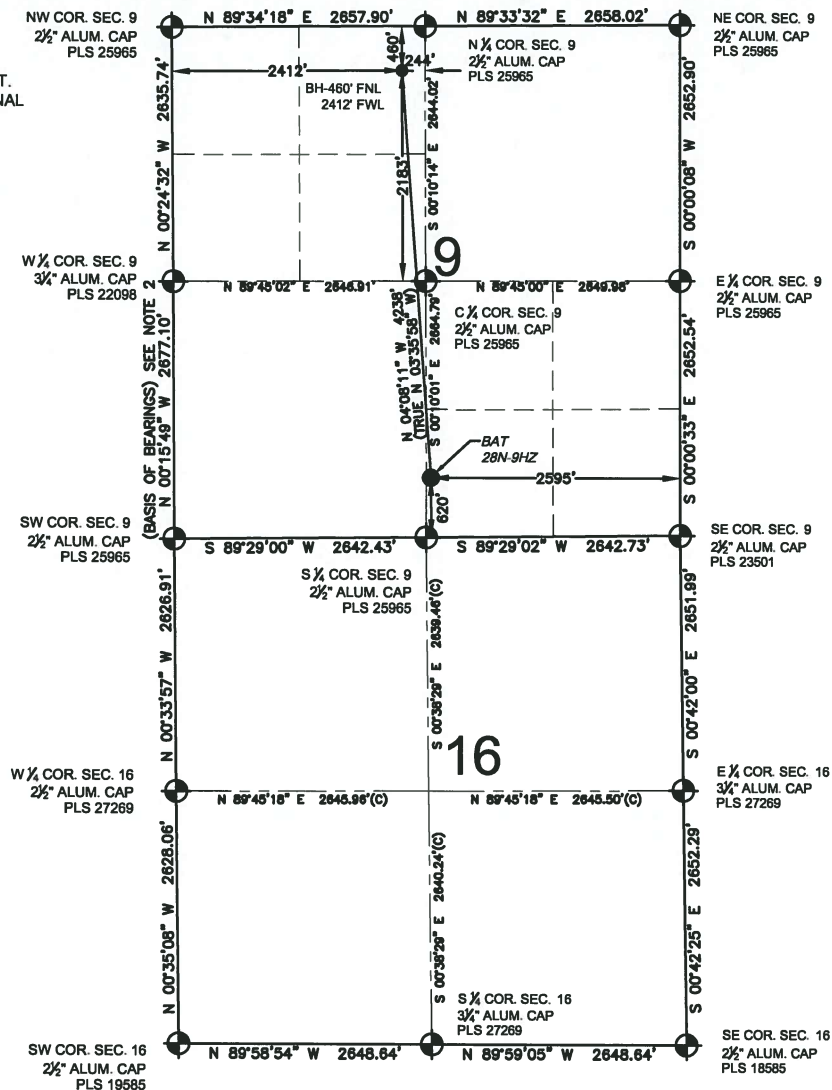 NW COR. SEC. 9
2½" ALUM. CAP
PLS 25965
N 89°34'18" E 2657.90'
N 89°33'32" E 2658.02'
NE COR. SEC. 9
2½" ALUM. CAP
PLS 25965
T.
NAL
460'
244'
2412'
BH-460' FNL
2412' FWL
N ¼ COR. SEC. 9
2½" ALUM. CAP
PLS 25965
N 00°24'32" W 2635.74'
2183'
S 00°10'14" E 2644.02'
N 00°00'08" W 2652.90'
W ¼ COR. SEC. 9
3¼" ALUM. CAP
PLS 22098
N 89°45'02" E 2646.91'
9
N 89°45'00" E 2649.98'
E ¼ COR. SEC. 9
2½" ALUM. CAP
PLS 25965
C ¼ COR. SEC. 9
2½" ALUM. CAP
PLS 25965
(BASIS OF BEARINGS) SEE NOTE 2
N 00°15'49" W 2677.10'
N 04°08'11" W 4238'
(TRUE N 03°35'58" W)
S 00°10'01" E 2664.79'
S 00°00'33" E 2652.54'
BAT
28N-9HZ
2595'
620'
SW COR. SEC. 9
2½" ALUM. CAP
PLS 25965
S 89°29'00" W 2642.43'
S 89°29'02" W 2642.73'
SE COR. SEC. 9
2½" ALUM. CAP
PLS 23501
S ¼ COR. SEC. 9
2½" ALUM. CAP
PLS 25965
N 00°33'57" W 2626.91'
S 00°38'29" E 2639.46'(C)
S 00°42'00" E 2651.99'
16
W ¼ COR. SEC. 16
2½" ALUM. CAP
PLS 27269
N 89°45'18" E 2645.96'(C)
N 89°45'18" E 2645.50'(C)
E ¼ COR. SEC. 16
3¼" ALUM. CAP
PLS 27269
N 00°35'08" W 2628.06'
S 00°38'29" E 2640.24'(C)
S 00°42'25" E 2652.29'
S ¼ COR. SEC. 16
3¼" ALUM. CAP
PLS 27269
SW COR. SEC. 16
2½" ALUM. CAP
PLS 19585
N 89°58'54" W 2648.64'
N 89°59'05" W 2648.64'
SE COR. SEC. 16
2½" ALUM. CAP
PLS 18585